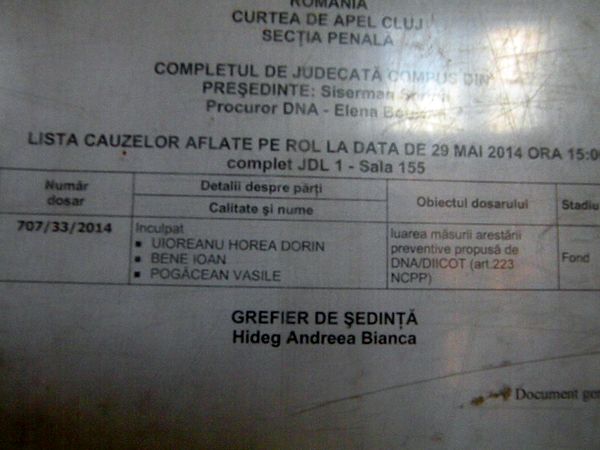 ROMÂNIA
CURTEA DE APEL CLUJ
SECȚIA PENALĂ
COMPLETUL DE JUDECATĂ COMPUS DIN
PREȘEDINTE: Siserman
Procuror DNA - Elena
LISTA CAUZELOR AFLATE PE ROL LA DATA DE 29 MAI 2014 ORA 15:0
complet JDL 1 - Sala 155
Număr dosar
Detalii despre părți
Calitate și nume
Obiectul dosarului
Stadiu
707/33/2014
Inculpat
▪ UIOREANU HOREA DORIN
▪ BENE IOAN
▪ POGĂCEAN VASILE
luarea măsurii arestării
preventive propusă de
DNA/DIICOT (art.223
NCPP)
Fond
GREFIER DE ŞEDINȚĂ
Hideg Andreea Bianca
Document gen